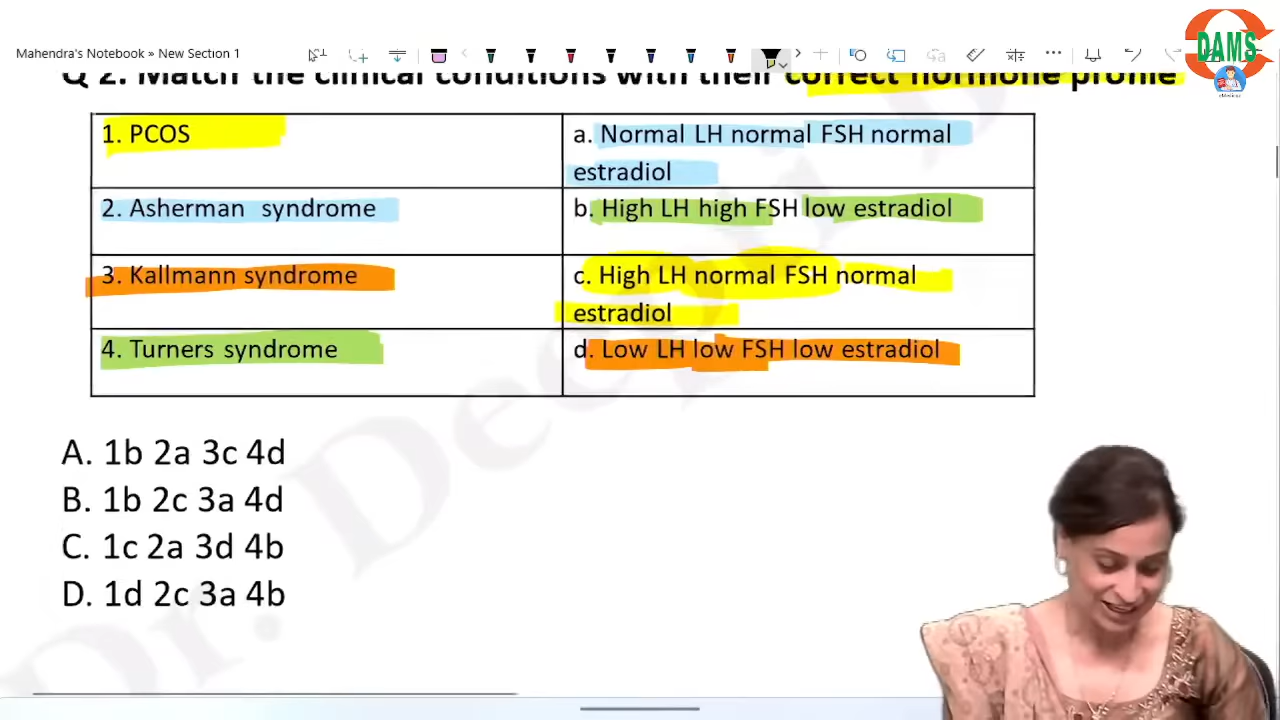 Mahendra's Notebook » New Section 1
DAMS
Q 2. Match the clinical conditions with their correct hormone profile
1. PCOS
a. Normal LH normal FSH normal
estradiol
2. Asherman syndrome
b. High LH high FSH low estradiol
3. Kallmann syndrome
c. High LH normal FSH normal
estradiol
4. Turners syndrome
d. Low LH low FSH low estradiol
A. 1b 2a 3c 4d
B. 1b 2c 3a 4d
C. 1c 2a 3d 4b
D. 1d 2c 3a 4b